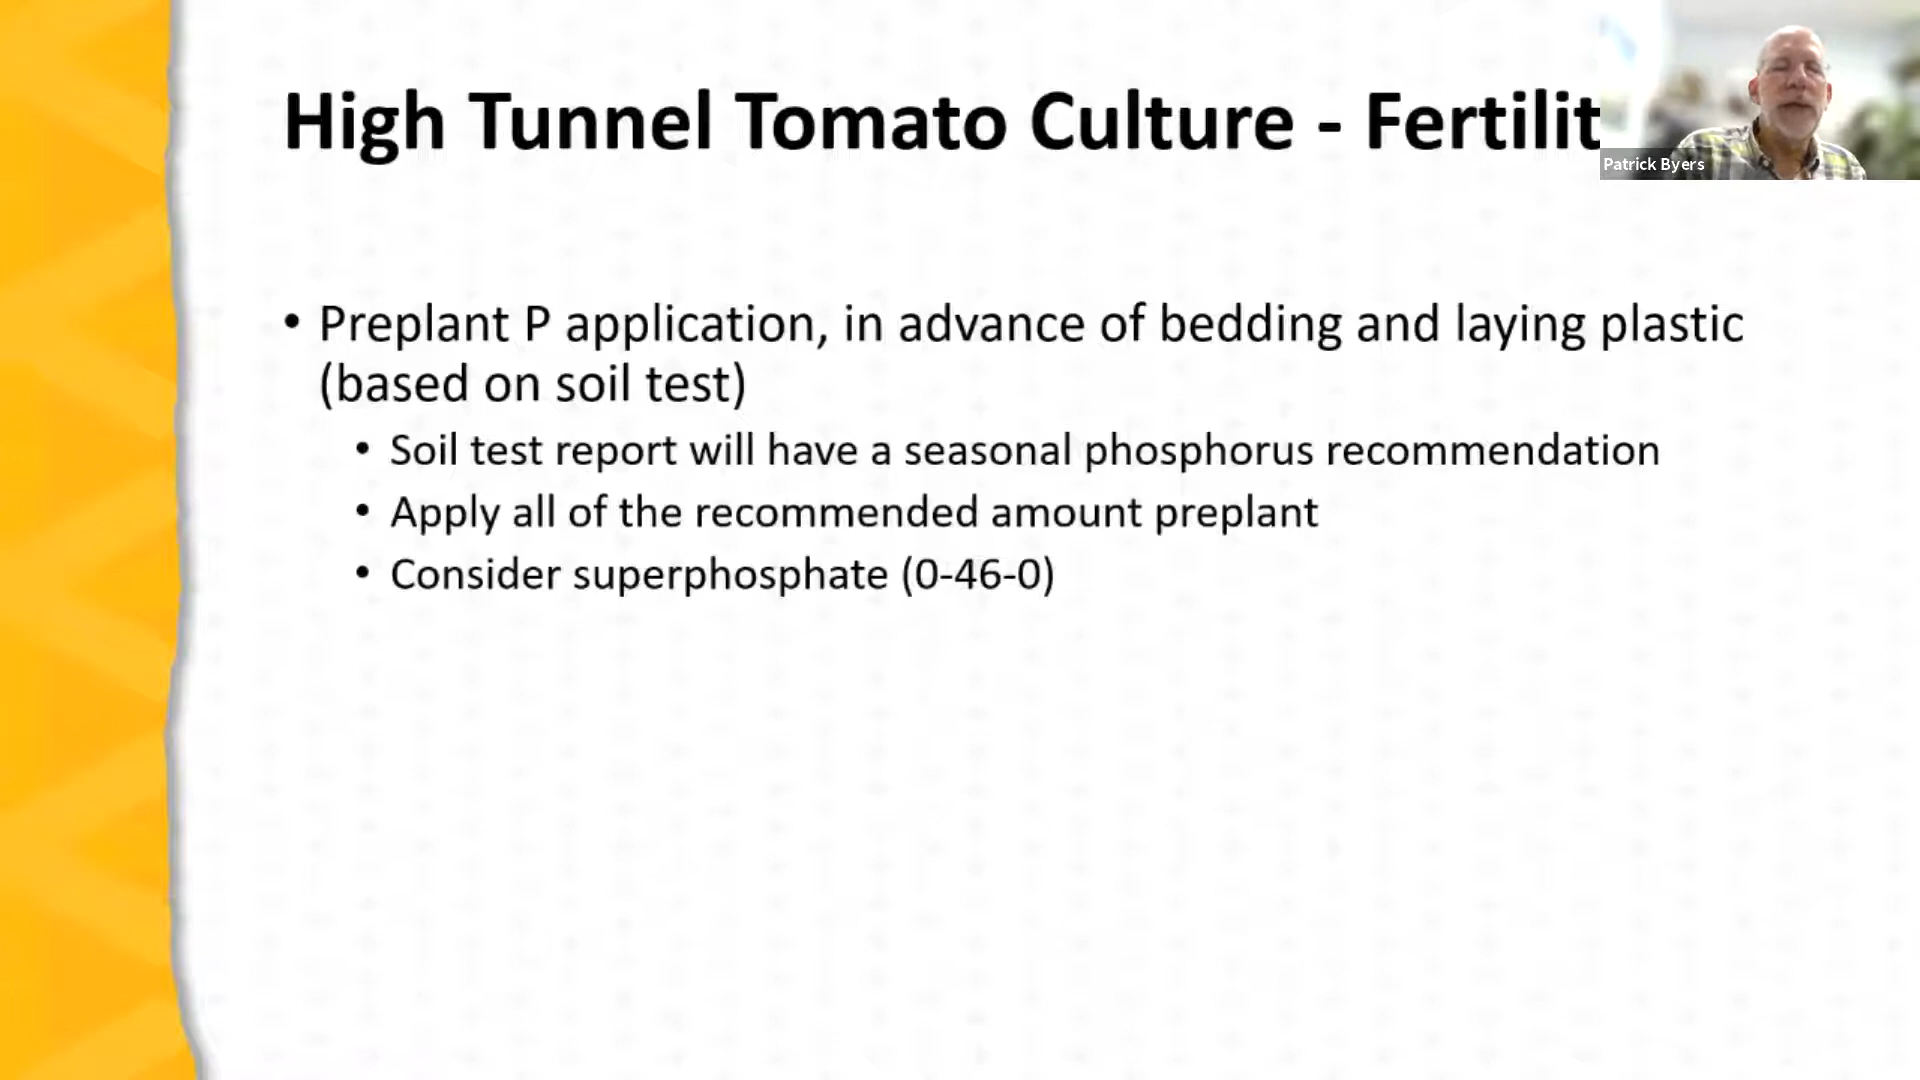 High Tunnel Tomato Culture - Fertilit
Patrick Byers
• Preplant P application, in advance of bedding and laying plastic
(based on soil test)
• Soil test report will have a seasonal phosphorus recommendation
• Apply all of the recommended amount preplant
• Consider superphosphate (0-46-0)